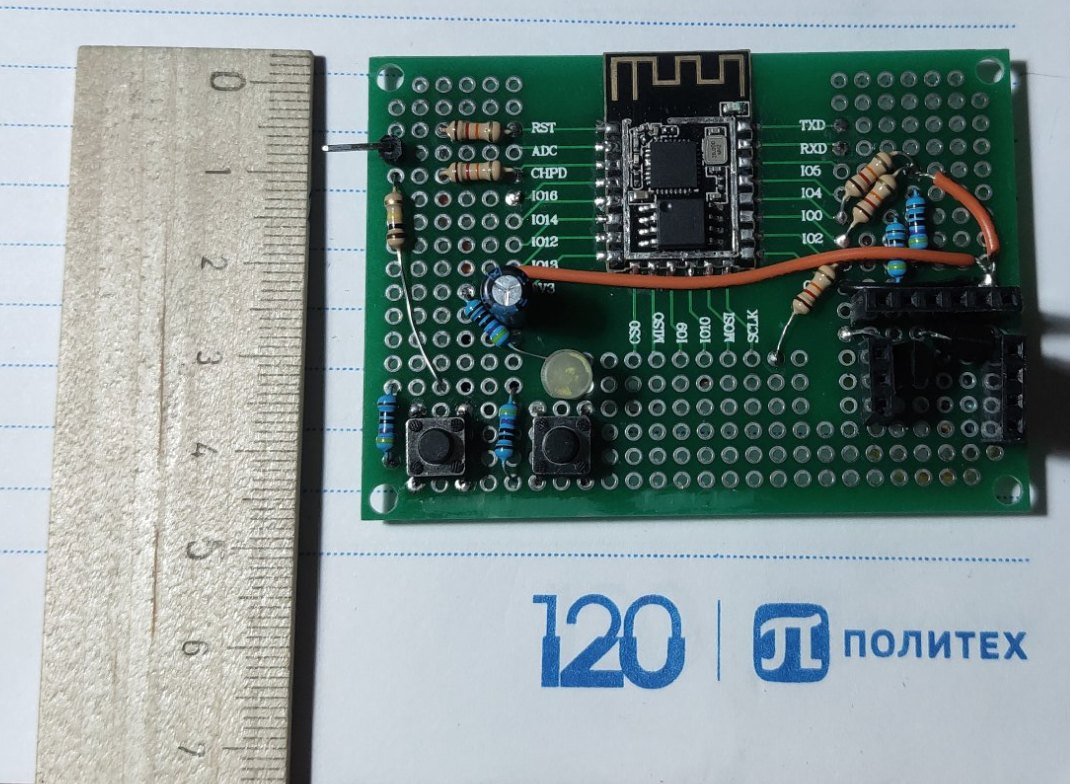 0
1
2
3
4
5
6
7
RST
ADC
CHPD
IO16
IO14
IO12
IO13
V3
TXD
RXD
IO5
IO4
IO0
IO2
CS0
MISO
IO9
IO10
MOSI
SCLK
120
ПОЛИТЕХ